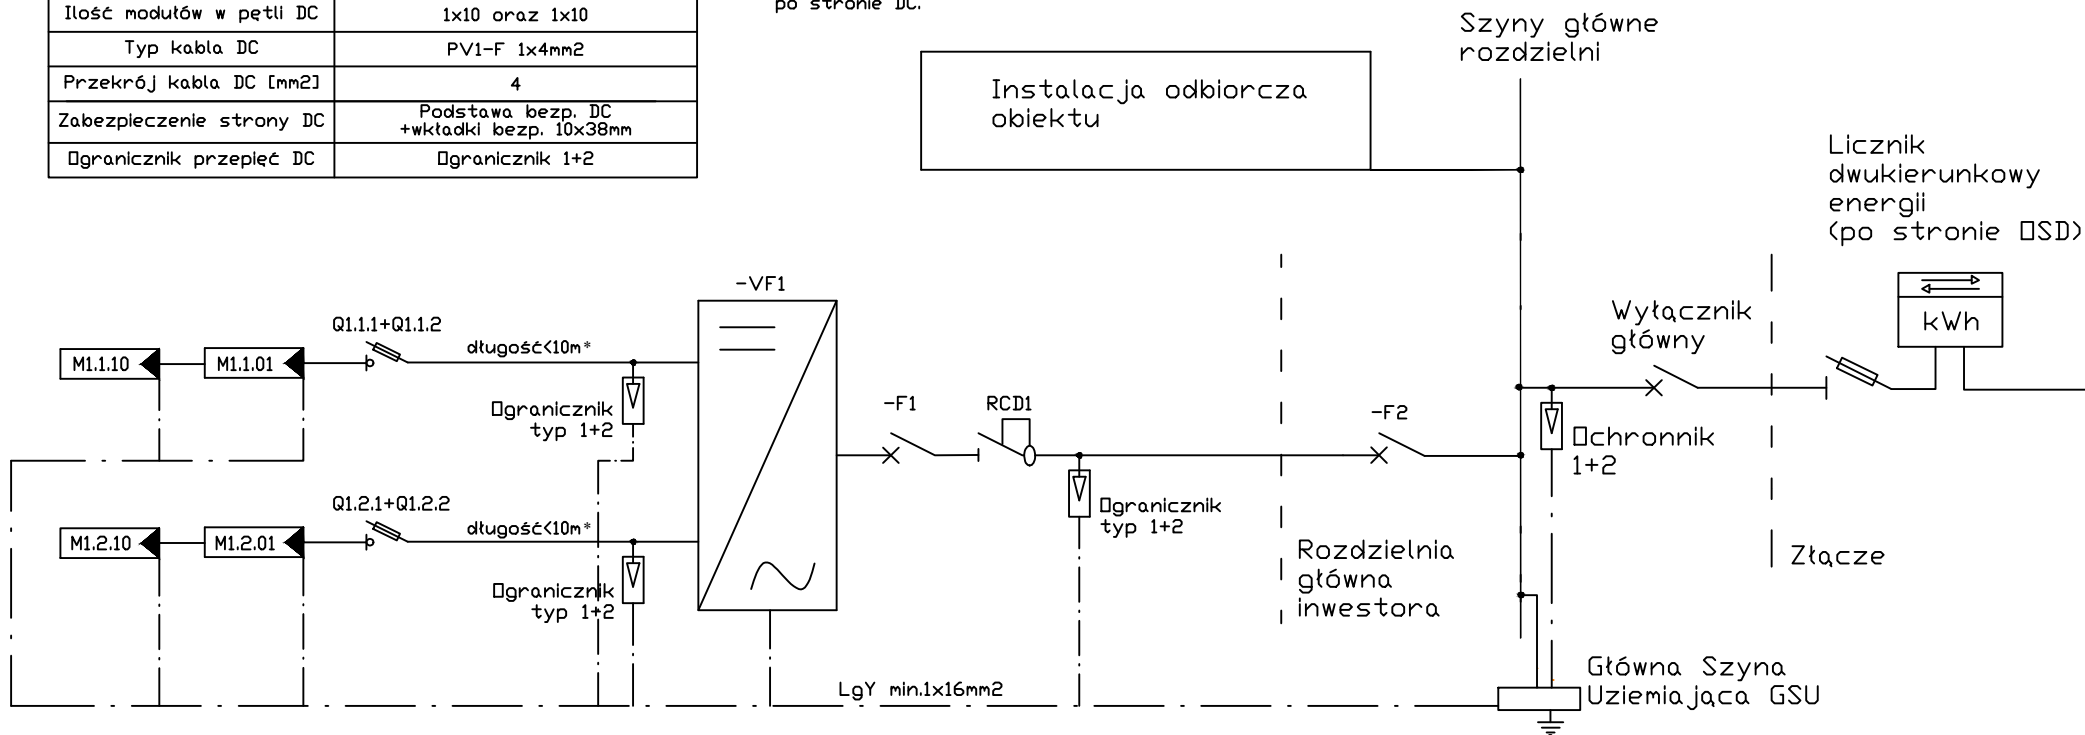 Ilość modułów w pętli DC
1x10 oraz 1x10
Typ kabla DC
PV1-F 1x4mm2
Przekrój kabla DC [mm2]
4
Zabezpieczenie strony DC
Podstawa bezp. DC
+wkładki bezp. 10x38mm
Ogranicznik przepięć DC
Ogranicznik 1+2
po stronie DC.
Instalacja odbiorcza
obiektu
Szyny główne
rozdzielni
Licznik
dwukierunkowy
energii
(po stronie OSD)
kWh
Wyłącznik
główny
-VF1
Q1.1.1+Q1.1.2
długość<10m*
M1.1.10
M1.1.01
Ogranicznik
typ 1+2
-F1
RCD1
-F2
Ochronnik
1+2
Q1.2.1+Q1.2.2
długość<10m*
M1.2.10
M1.2.01
Ogranicznik
typ 1+2
Ogranicznik
typ 1+2
Rozdzielnia
główna
inwestora
Złącze
LgY min.1x16mm2
Główna Szyna
Uziemiająca GSU